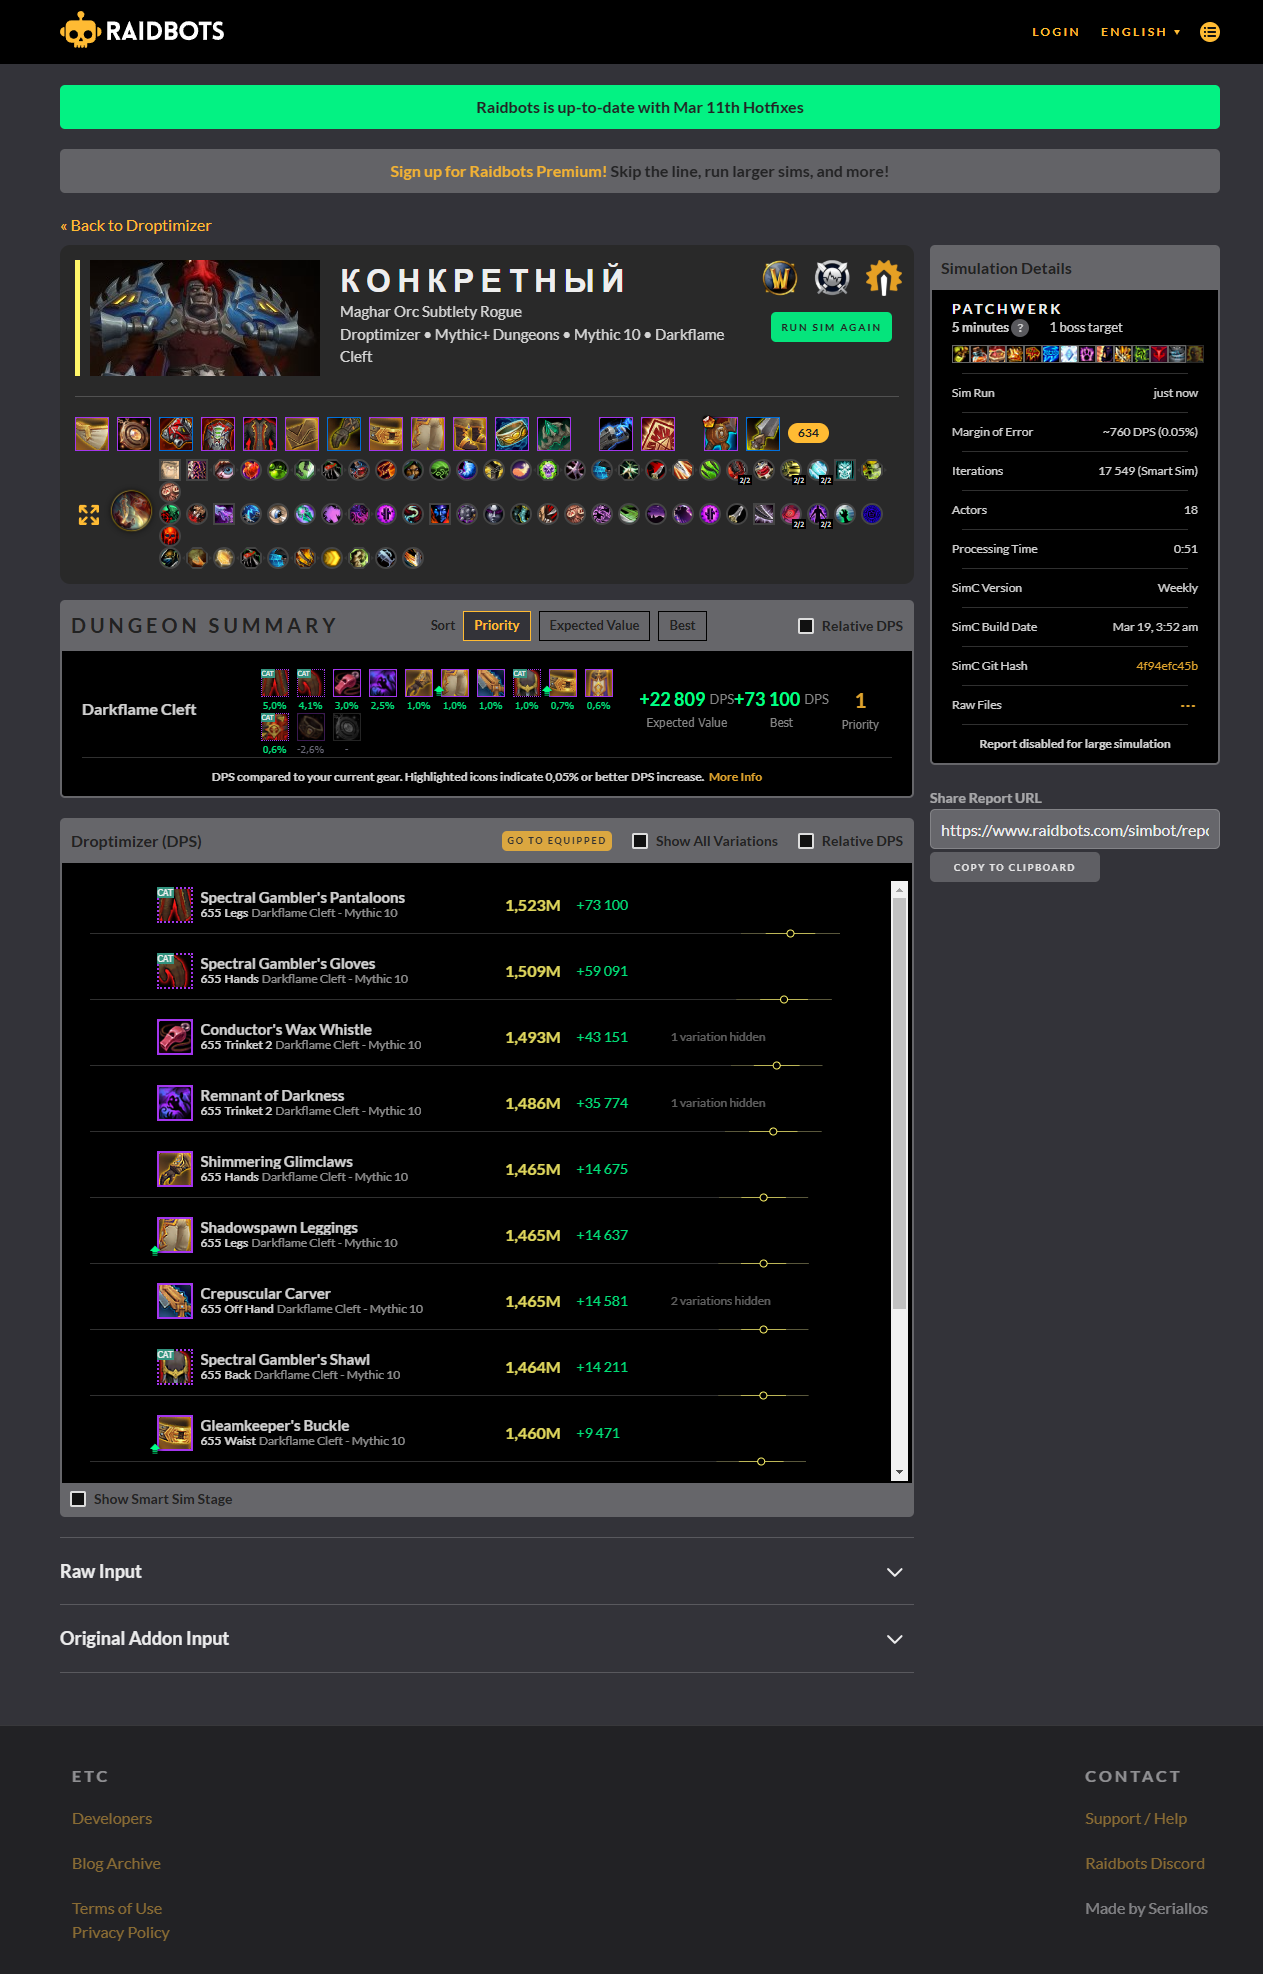 RAIDBOTS
LOGIN
ENGLISH ▼
Raidbots is up-to-date with Mar 11th Hotfixes
Sign up for Raidbots Premium! Skip the line, run larger sims, and more!
« Back to Droptimizer
КОНКРЕТНЫЙ
Maghar Orc Subtlety Rogue
Droptimizer • Mythic+ Dungeons • Mythic 10 • Darkflame
Cleft
RUN SIM AGAIN
634
2/2 2/2 2/2
2/2 2/2
DUNGEON SUMMARY
Sort Priority Expected Value Best
Relative DPS
Darkflame Cleft
CAT CAT CAT
5,0% 4,1% 3,0% 2,5% 1,0% 1,0% 1,0% 1,0% 0,7% 0,6%
CAT
0,6% -2,6% -
+22 809 DPS
Expected Value
+73 100 DPS
Best
1
Priority
DPS compared to your current gear. Highlighted icons indicate 0,05% or better DPS increase. More Info
Droptimizer (DPS)
GO TO EQUIPPED
Show All Variations
Relative DPS
CAT
Spectral Gambler's Pantaloons
655 Legs Darkflame Cleft - Mythic 10
1,523M +73 100
CAT
Spectral Gambler's Gloves
655 Hands Darkflame Cleft - Mythic 10
1,509M +59 091
Conductor's Wax Whistle
655 Trinket 2 Darkflame Cleft - Mythic 10
1,493M +43 151 1 variation hidden
Remnant of Darkness
655 Trinket 2 Darkflame Cleft - Mythic 10
1,486M +35 774 1 variation hidden
Shimmering Glimclaws
655 Hands Darkflame Cleft - Mythic 10
1,465M +14 675
Shadowspawn Leggings
655 Legs Darkflame Cleft - Mythic 10
1,465M +14 637
Crepuscular Carver
655 Off Hand Darkflame Cleft - Mythic 10
1,465M +14 581 2 variations hidden
CAT
Spectral Gambler's Shawl
655 Back Darkflame Cleft - Mythic 10
1,464M +14 211
Gleamkeeper's Buckle
655 Waist Darkflame Cleft - Mythic 10
1,460M +9 471
Show Smart Sim Stage
Raw Input
Original Addon Input
Simulation Details
PATCHWERK
5 minutes ? 1 boss target
Sim Run just now
Margin of Error ~760 DPS (0.05%)
Iterations 17 549 (Smart Sim)
Actors 18
Processing Time 0:51
SimC Version Weekly
SimC Build Date Mar 19, 3:52 am
SimC Git Hash 4f94efc45b
Raw Files ---
Report disabled for large simulation
Share Report URL
https://www.raidbots.com/simbot/repo
COPY TO CLIPBOARD
ETC
Developers
Blog Archive
Terms of Use
Privacy Policy
CONTACT
Support / Help
Raidbots Discord
Made by Seriallos